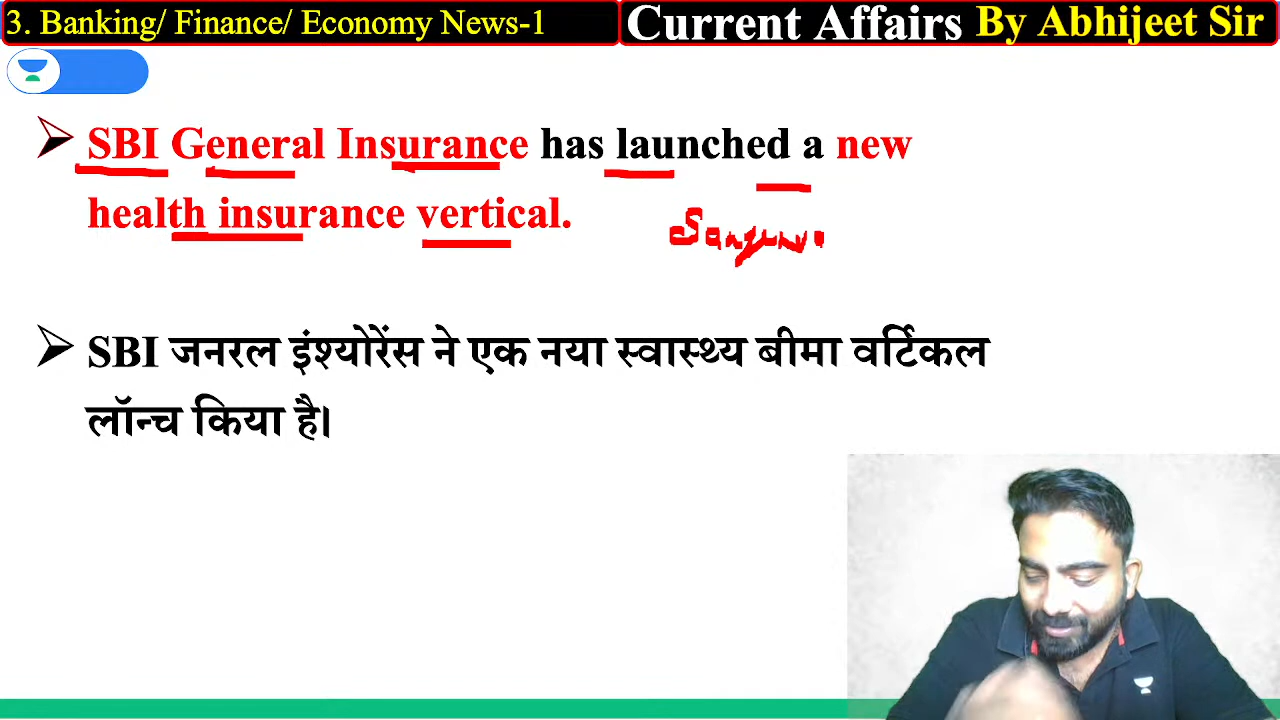 3. Banking/ Finance/ Economy News-1
Current Affairs By Abhijeet Sir
SBI General Insurance has launched a new
health insurance vertical.
SBI जनरल इंश्योरेंस ने एक नया स्वास्थ्य बीमा वर्टिकल
लॉन्च किया है।